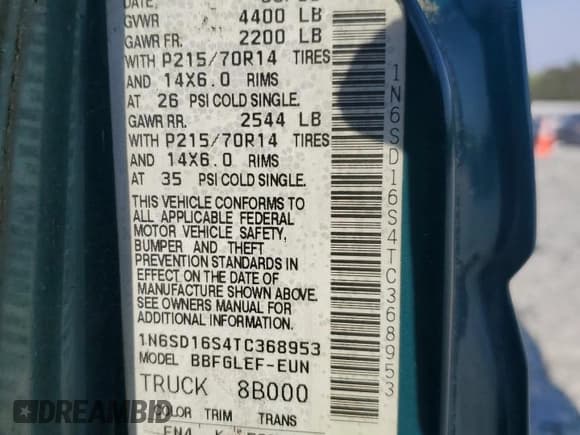 DATE
GVWR 4400 LB
GAWR FR. 2200 LB
WITH P215/70R14 TIRES
AND 14X6.0 RIMS
AT 26 PSI COLD SINGLE.
GAWR RR. 2544 LB
WITH P215/70R14 TIRES
AND 14X6.0 RIMS
AT 35 PSI COLD SINGLE.
THIS VEHICLE CONFORMS TO
ALL APPLICABLE FEDERAL
MOTOR VEHICLE SAFETY,
BUMPER AND THEFT
PREVENTION STANDARDS IN
EFFECT ON THE DATE OF
MANUFACTURE SHOWN ABOVE.
SEE OWNERS MANUAL FOR
ADDITIONAL INFORMATION.
1N6SD16S4TC368953
MODEL BBFGLEF-EUN
TRUCK 8B000
COLOR TRIM TRANS
FN4 K
1N6SD16S4TC368953
DREAMBID